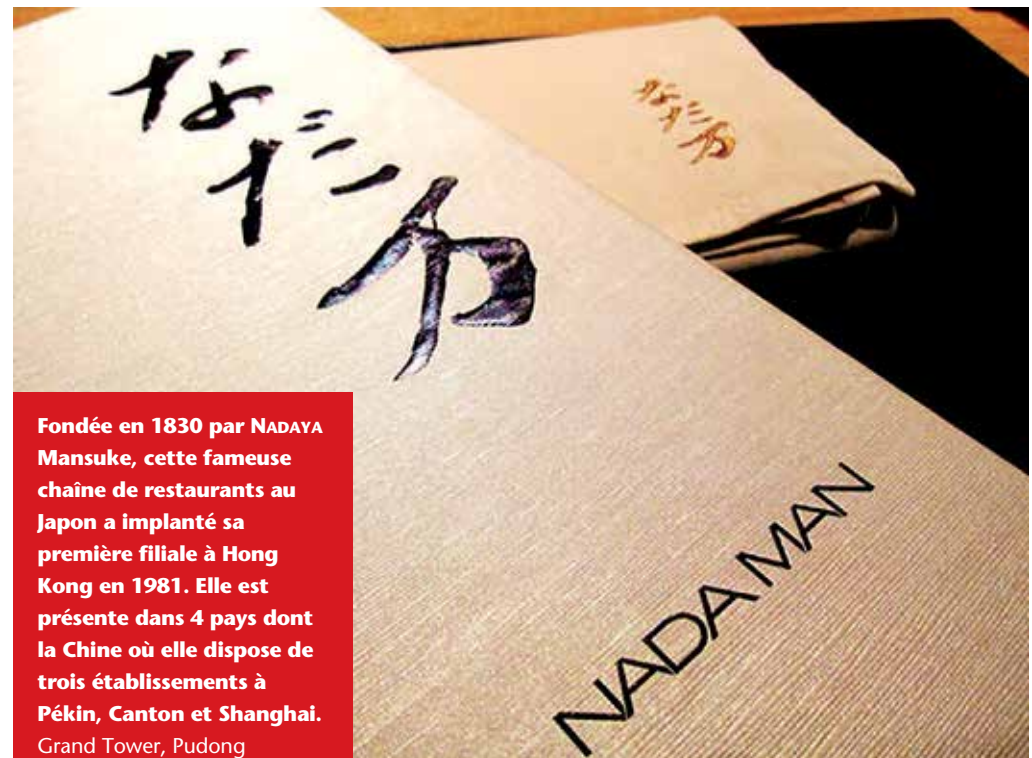 なだ万
なだ万
NADA MAN
Fondée en 1830 par NADAYA
Mansuke, cette fameuse
chaîne de restaurants au
Japon a implanté sa
première filiale à Hong
Kong en 1981. Elle est
présente dans 4 pays dont
la Chine où elle dispose de
trois établissements à
Pékin, Canton et Shanghai.
Grand Tower, Pudong